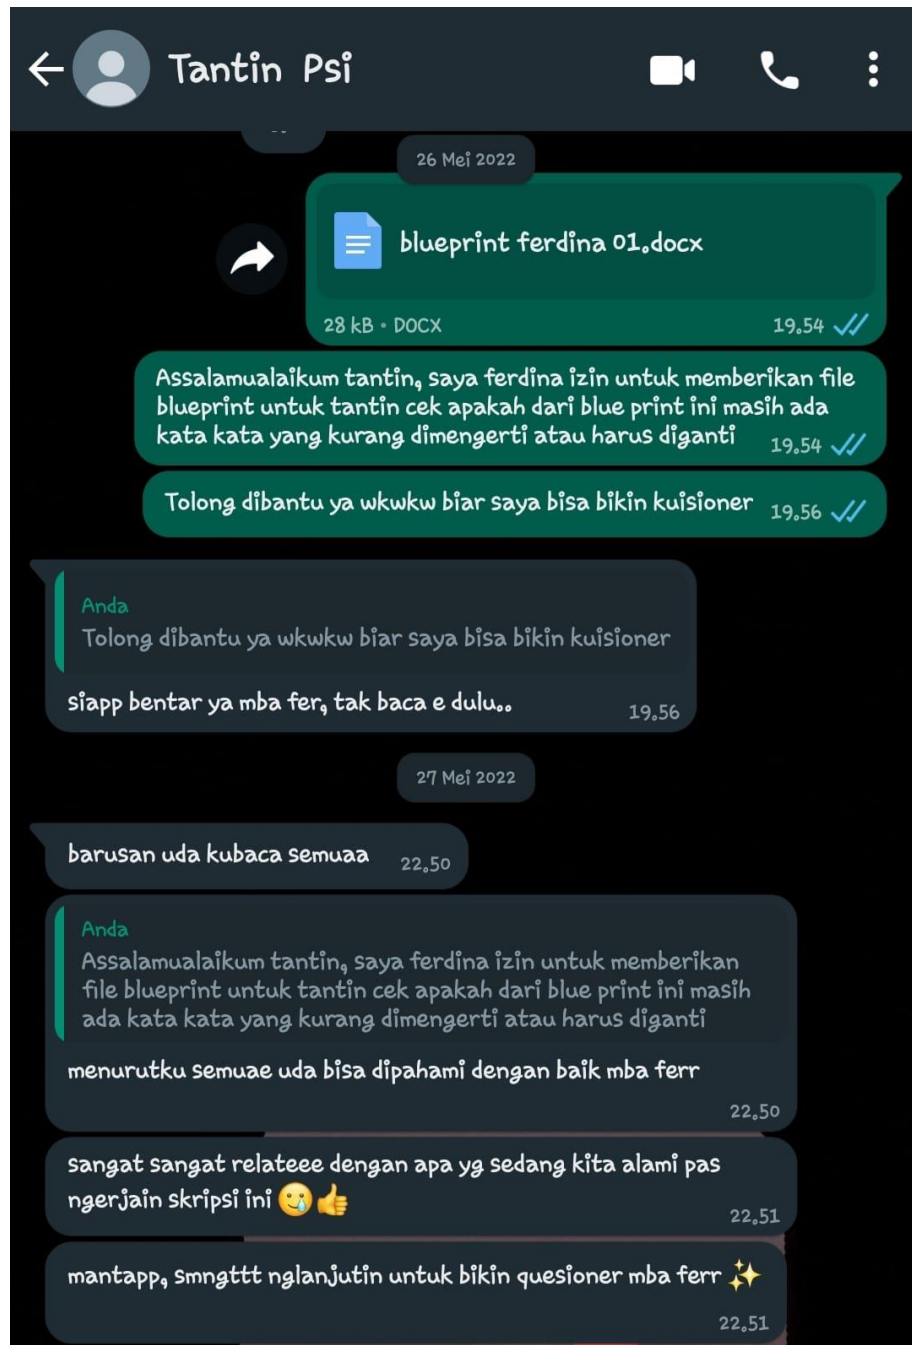 Tantin Psi
26 Mei 2022
blueprint ferdina 01.docx
28 kB • DOCX 19.54
Assalamualaikum tantin, saya ferdina izin untuk memberikan file
blueprint untuk tantin cek apakah dari blue print ini masih ada
kata kata yang kurang dimengerti atau harus diganti 19.54
Tolong dibantu ya wkwkw biar saya bisa bikin kuisioner 19.56
Anda
Tolong dibantu ya wkwkw biar saya bisa bikin kuisioner
siapp bentar ya mba fer, tak baca e dulu.. 19.56
27 Mei 2022
barusan uda kubaca semuaa 22.50
Anda
Assalamualaikum tantin, saya ferdina izin untuk memberikan
file blueprint untuk tantin cek apakah dari blue print ini masih
ada kata kata yang kurang dimengerti atau harus diganti
menurutku semuae uda bisa dipahami dengan baik mba ferr
22.50
sangat sangat relateee dengan apa yg sedang kita alami pas
ngerjain skripsi ini 🥲👍
22.51
mantapp, smngttt nglanjutin untuk bikin quesioner mba ferr ✨
22.51